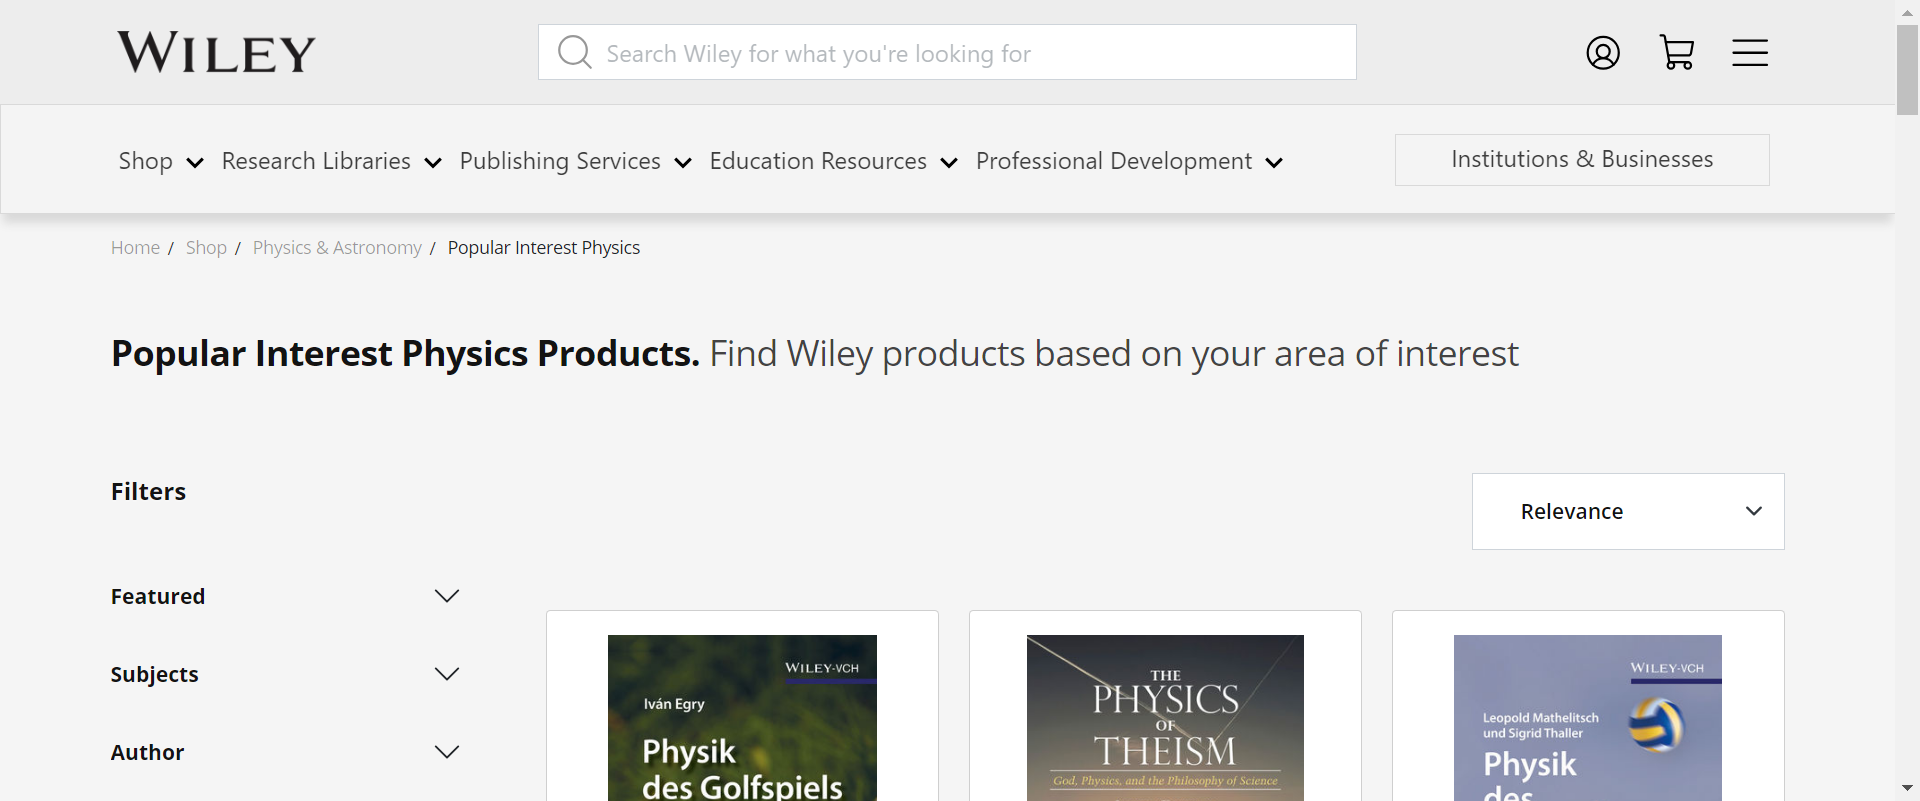 WILEY
Search Wiley for what you're looking for
Shop Research Libraries Publishing Services Education Resources Professional Development Institutions & Businesses
Home / Shop / Physics & Astronomy / Popular Interest Physics
Popular Interest Physics Products. Find Wiley products based on your area of interest
Filters
Relevance
Featured
Subjects
Author
WILEY-VCH
Iván Egry
Physik
des Golfspiels
THE
PHYSICS
OF
THEISM
God, Physics, and the Philosophy of Science
WILEY-VCH
Leopold Mathelitsch
und Sigrid Thaller
Physik
des